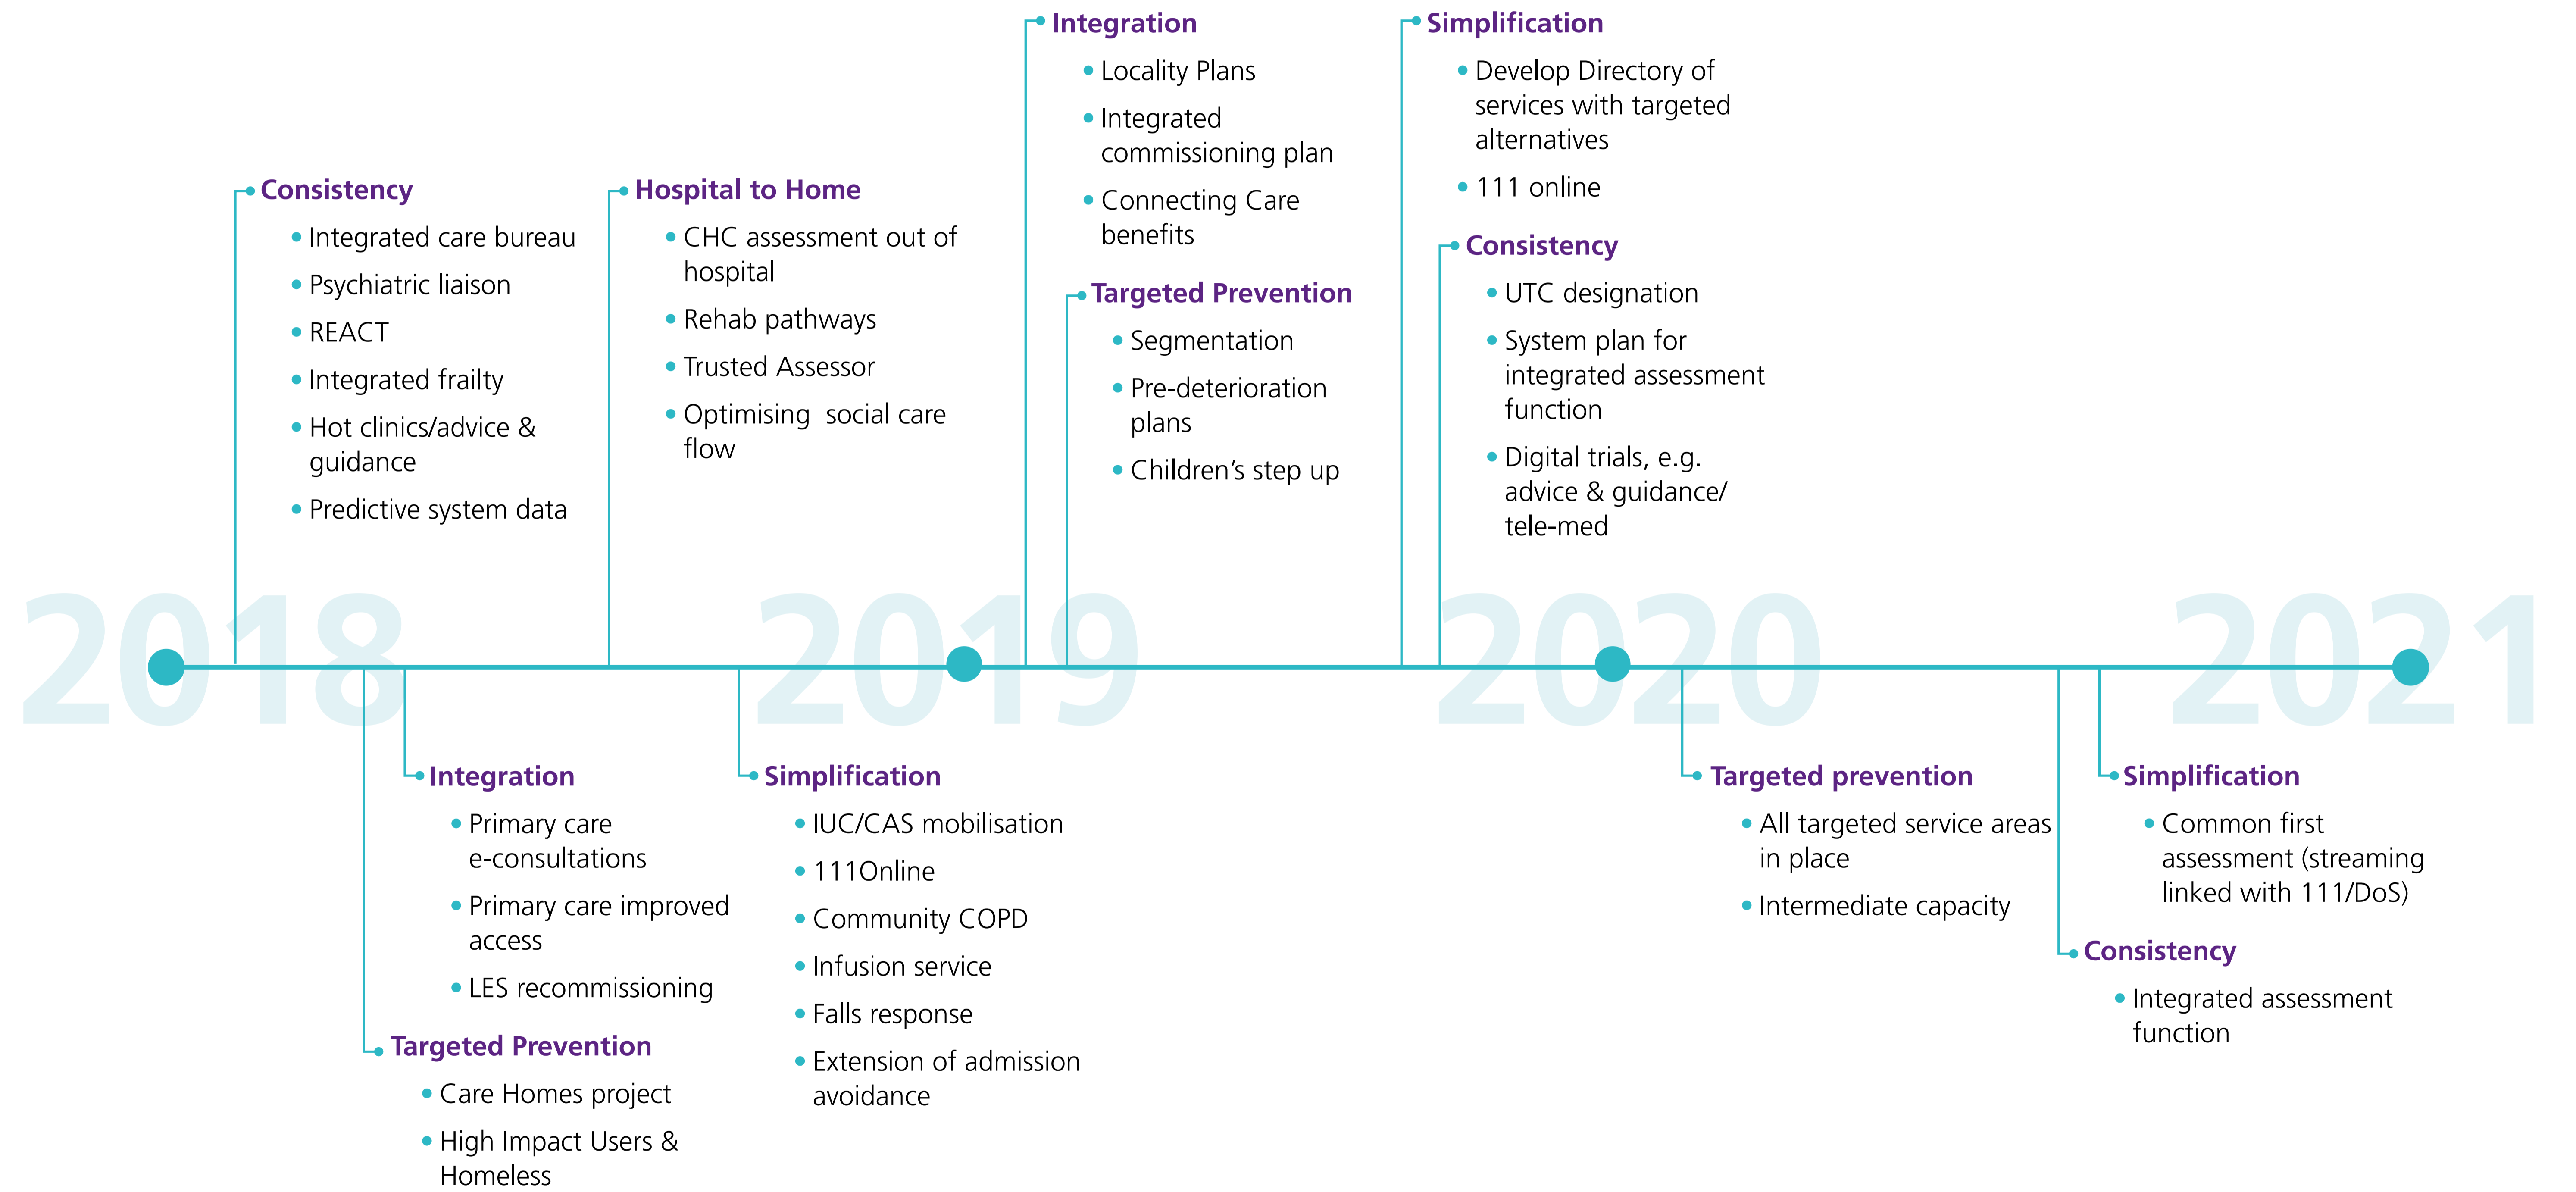 Consistency
Integrated care bureau
Psychiatric liaison
REACT
Integrated frailty
Hot clinics/advice &
guidance
Predictive system data
Hospital to Home
CHC assessment out of
hospital
Rehab pathways
Trusted Assessor
Optimising  social care
flow
Integration
Locality Plans
Integrated
commissioning plan
Connecting Care
benefits
Targeted Prevention
Segmentation
Pre-deterioration
plans
Children’s step up
Simplification
Develop Directory of
services with targeted
alternatives
111 online
Consistency
UTC designation
System plan for
integrated assessment
function
Digital trials, e.g.
advice & guidance/
tele-med
2018
2019
2020
2021
Integration
Primary care
e-consultations
Primary care improved
access
LES recommissioning
Targeted Prevention
Care Homes project
High Impact Users &
Homeless
Simplification
IUC/CAS mobilisation
111Online
Community COPD
Infusion service
Falls response
Extension of admission
avoidance
Targeted prevention
All targeted service areas
in place
Intermediate capacity
Simplification
Common first
assessment (streaming
linked with 111/DoS)
Consistency
Integrated assessment
function